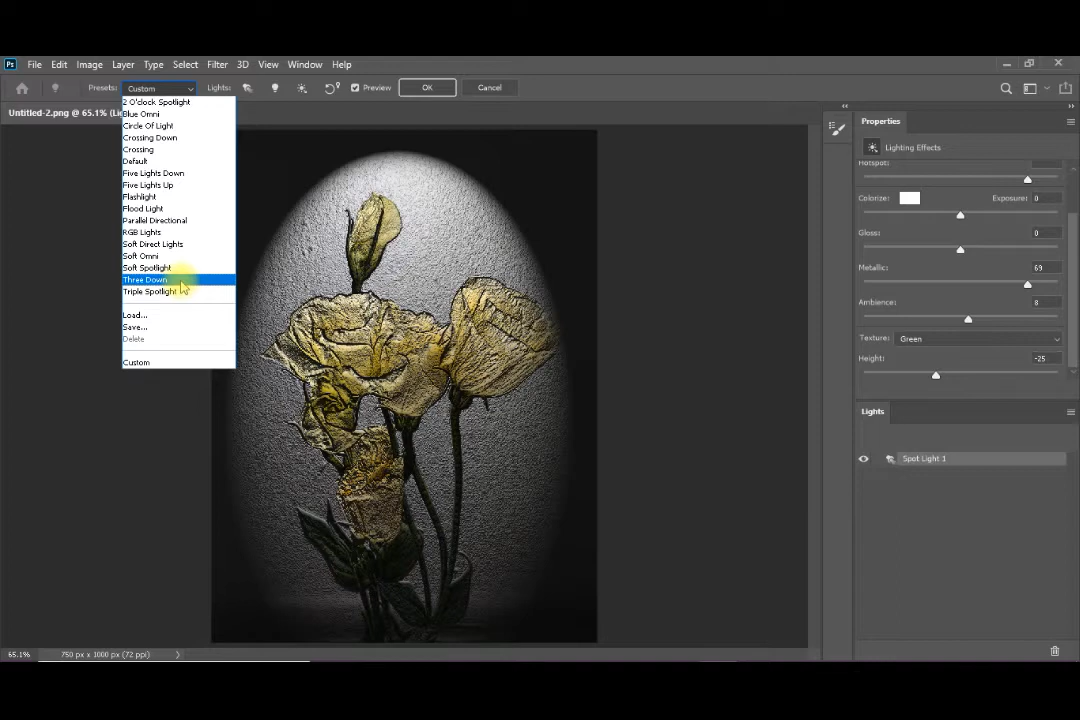 Ps File Edit Image Layer Type Select Filter 3D View Window Help
Presets: Custom Lights: Preview OK Cancel
Untitled-2.png @ 65.1% (L
2 O'clock Spotlight
Blue Omni
Circle Of Light
Crossing Down
Crossing
Default
Five Lights Down
Five Lights Up
Flashlight
Flood Light
Parallel Directional
RGB Lights
Soft Direct Lights
Soft Omni
Soft Spotlight
Three Down
Triple Spotlight
Load...
Save...
Delete
Custom
Properties
Lighting Effects
Hotspot:
Colorize: Exposure: 0
Gloss: 0
Metallic: 69
Ambience: 8
Texture: Green
Height: -25
Lights
Spot Light 1
65.1% 750 px x 1000 px (72 ppi)